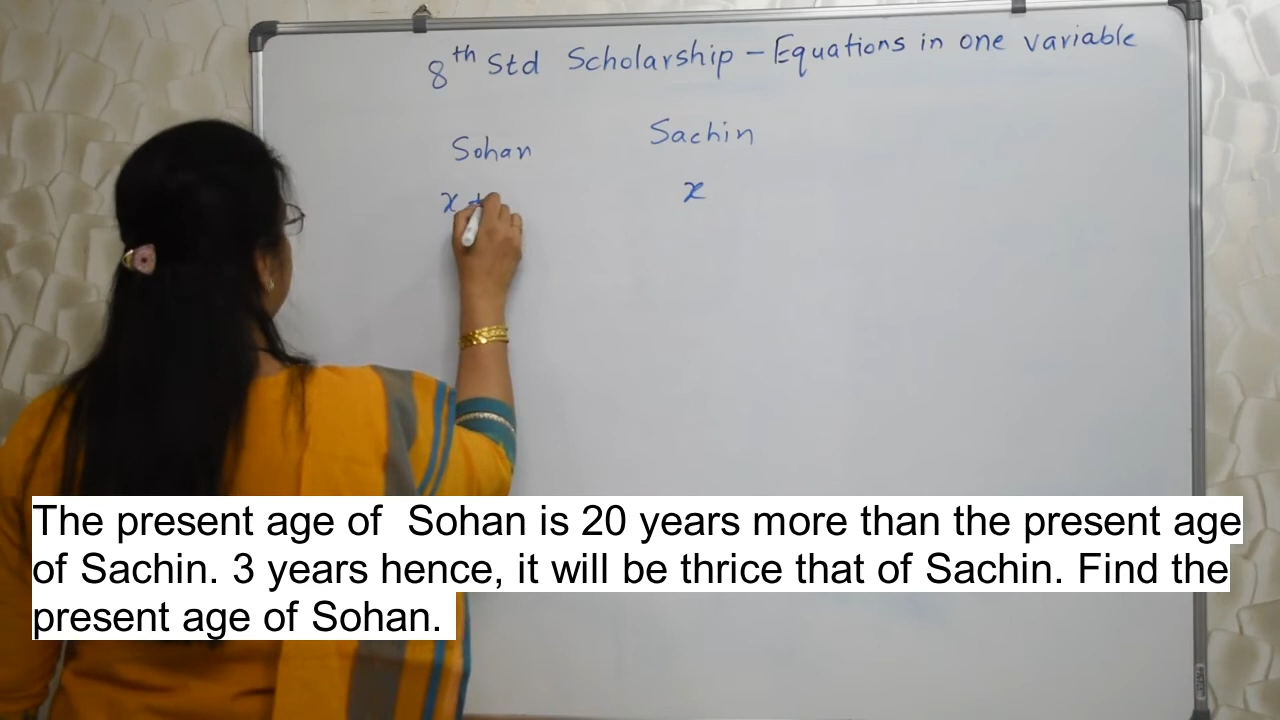 8th Std Scholarship - Equations in one variable
Sohan Sachin
x + x
The present age of Sohan is 20 years more than the present age
of Sachin. 3 years hence, it will be thrice that of Sachin. Find the
present age of Sohan.